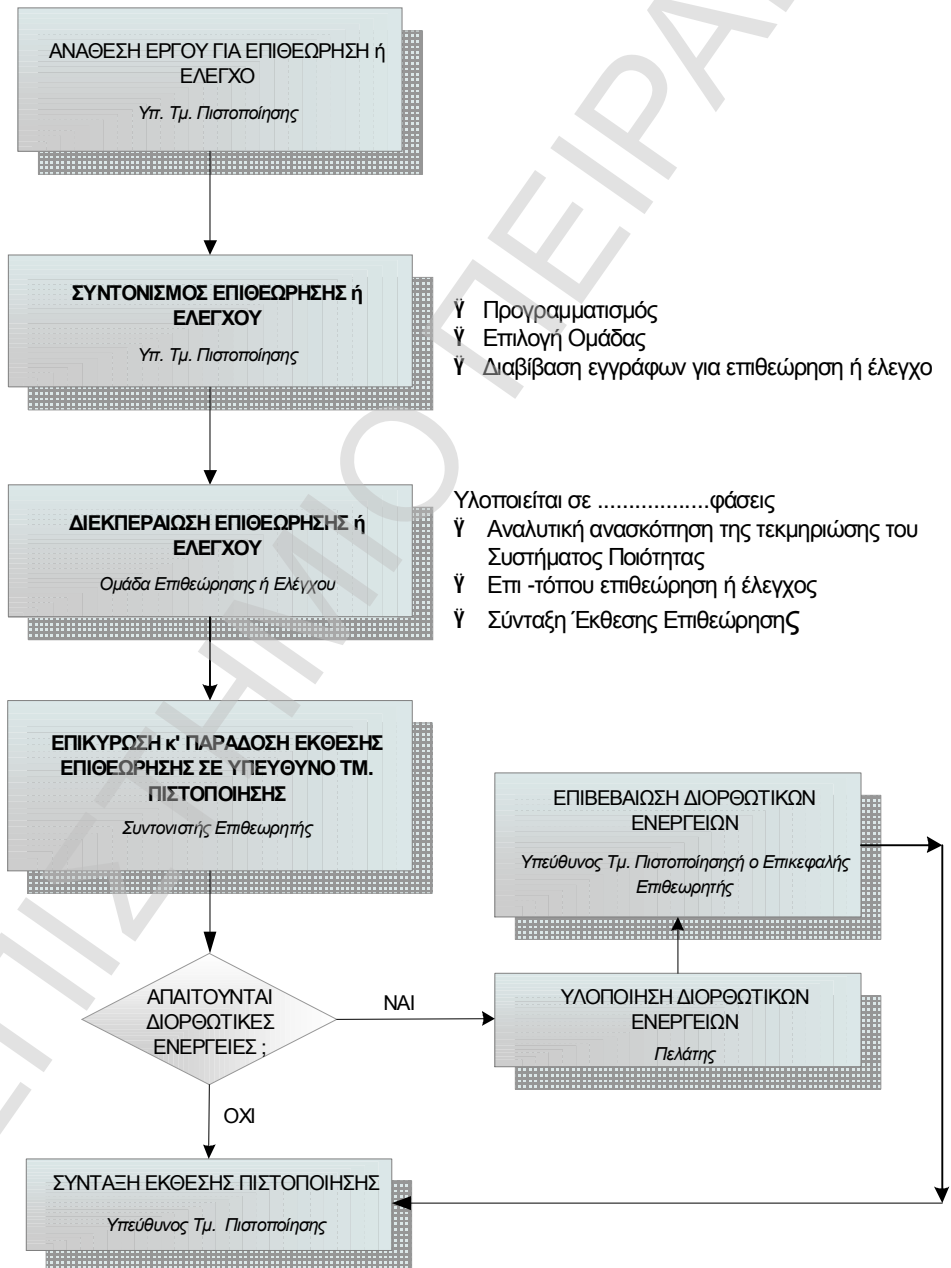 ΑΝΑΘΕΣΗ ΕΡΓΟΥ ΓΙΑ ΕΠΙΘΕΩΡΗΣΗ ή
ΕΛΕΓΧΟ
Υπ. Τμ. Πιστοποίησης
ΣΥΝΤΟΝΙΣΜΟΣ ΕΠΙΘΕΩΡΗΣΗΣ ή
ΕΛΕΓΧΟΥ
Υπ. Τμ. Πιστοποίησης
Ÿ Προγραμματισμός
Ÿ Επιλογή Ομάδας
Ÿ Διαβίβαση εγγράφων για επιθεώρηση ή έλεγχο
ΔΙΕΚΠΕΡΑΙΩΣΗ ΕΠΙΘΕΩΡΗΣΗΣ ή
ΕΛΕΓΧΟΥ
Ομάδα Επιθεώρησης ή Ελέγχου
Υλοποιείται σε ..................φάσεις
Ÿ Αναλυτική ανασκόπηση της τεκμηριώσης του
Συστήματος Ποιότητας
Ÿ Επι -τόπου επιθεώρηση ή έλεγχος
Ÿ Σύνταξη Έκθεσης Επιθεώρησης
ΕΠΙΚΥΡΩΣΗ κ' ΠΑΡΑΔΟΣΗ ΕΚΘΕΣΗΣ
ΕΠΙΘΕΩΡΗΣΗΣ ΣΕ ΥΠΕΥΘΥΝΟ ΤΜ.
ΠΙΣΤΟΠΟΙΗΣΗΣ
Συντονιστής Επιθεωρητής
ΕΠΙΒΕΒΑΙΩΣΗ ΔΙΟΡΘΩΤΙΚΩΝ
ΕΝΕΡΓΕΙΩΝ
Υπεύθυνος Τμ. Πιστοποίησηςή ο Επικεφαλής
Επιθεωρητής
ΑΠΑΙΤΟΥΝΤΑΙ
ΔΙΟΡΘΩΤΙΚΕΣ
ΕΝΕΡΓΕΙΕΣ ;
ΝΑΙ
ΥΛΟΠΟΙΗΣΗ ΔΙΟΡΘΩΤΙΚΩΝ
ΕΝΕΡΓΕΙΩΝ
Πελάτης
ΟΧΙ
ΣΥΝΤΑΞΗ ΕΚΘΕΣΗΣ ΠΙΣΤΟΠΟΙΗΣΗΣ
Υπεύθυνος Τμ. Πιστοποίησης